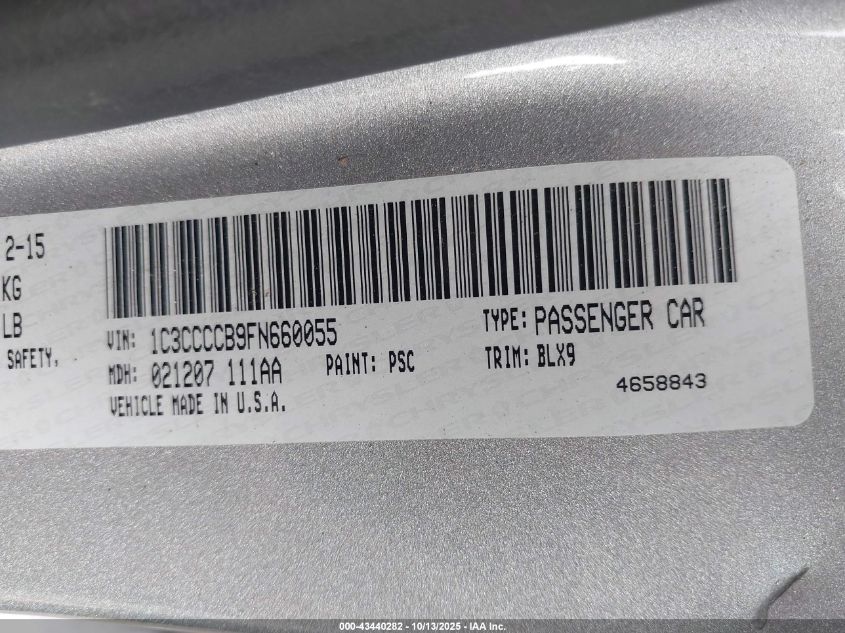 2-15
KG
LB
SAFETY.
VIN: 1C3CCCCB9FN660055
TYPE: PASSENGER CAR
MDH: 021207 111AA
PAINT: PSC
TRIM: BLX9
VEHICLE MADE IN U.S.A.
4658843
000-43440282 - 10/13/2025 - IAA Inc.